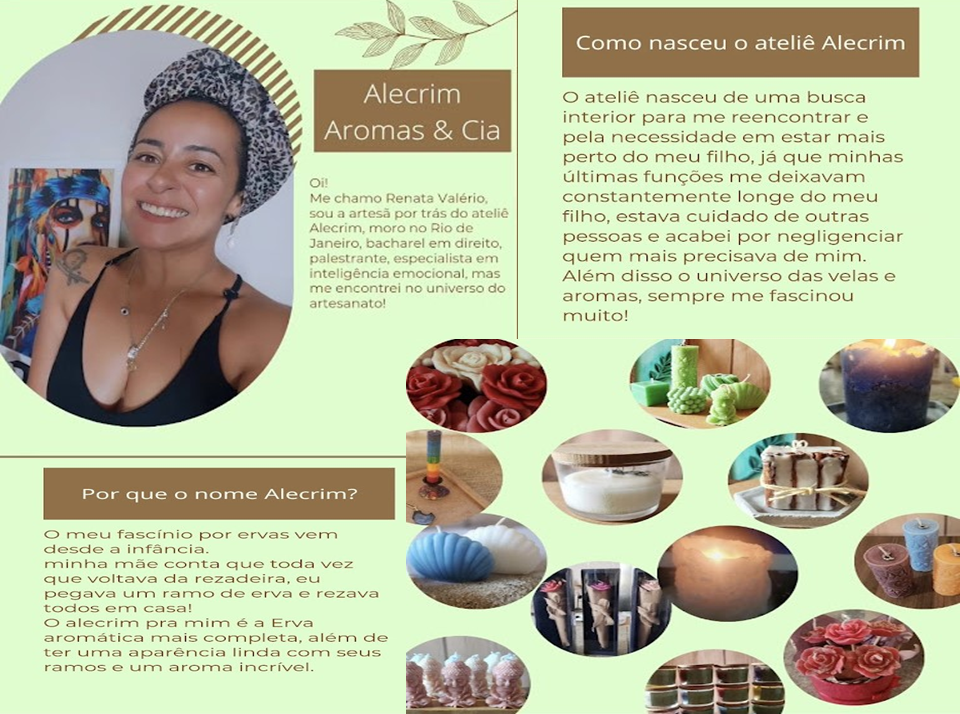 Alecrim
Aromas & Cia
Oi!
Me chamo Renata Valério,
sou a artesã por trás do ateliê
Alecrim, moro no Rio de
Janeiro, bacharel em direito,
palestrante, especialista em
inteligência emocional, mas
me encontrei no universo do
artesanato!
Como nasceu o ateliê Alecrim
O ateliê nasceu de uma busca
interior para me reencontrar e
pela necessidade em estar mais
perto do meu filho, já que minhas
últimas funções me deixavam
constantemente longe do meu
filho, estava cuidado de outras
pessoas e acabei por negligenciar
quem mais precisava de mim.
Além disso o universo das velas e
aromas, sempre me fascinou
muito!
Por que o nome Alecrim?
O meu fascínio por ervas vem
desde a infância.
minha mãe conta que toda vez
que voltava da rezadeira, eu
pegava um ramo de erva e rezava
todos em casa!
O alecrim pra mim é a Erva
aromática mais completa, além de
ter uma aparência linda com seus
ramos e um aroma incrível.